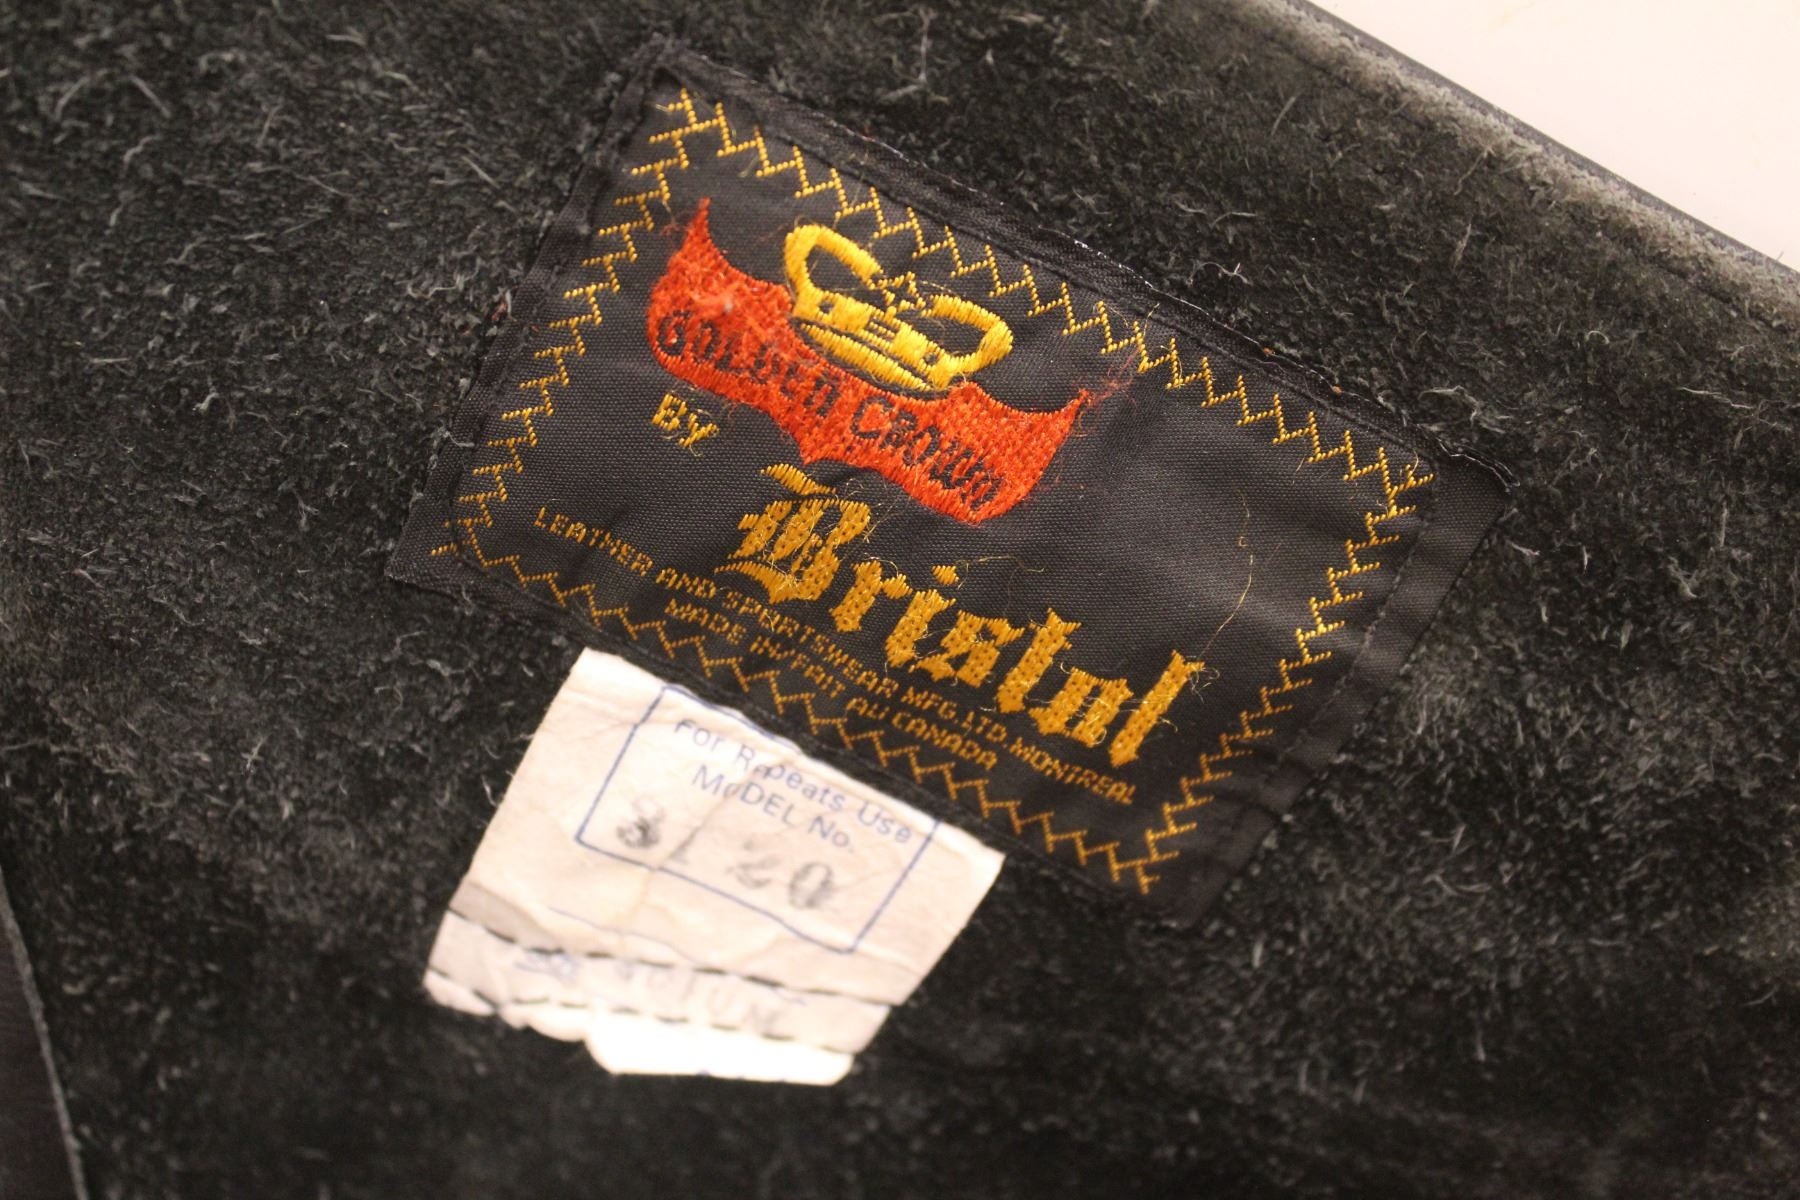 GOLDEN CROWN
BY
Bristol
LEATHER AND SPORTSWEAR MFG. LTD. MONTREAL
MADE IN/FAIT AU CANADA
For Repeats Use
MODEL No.
8120